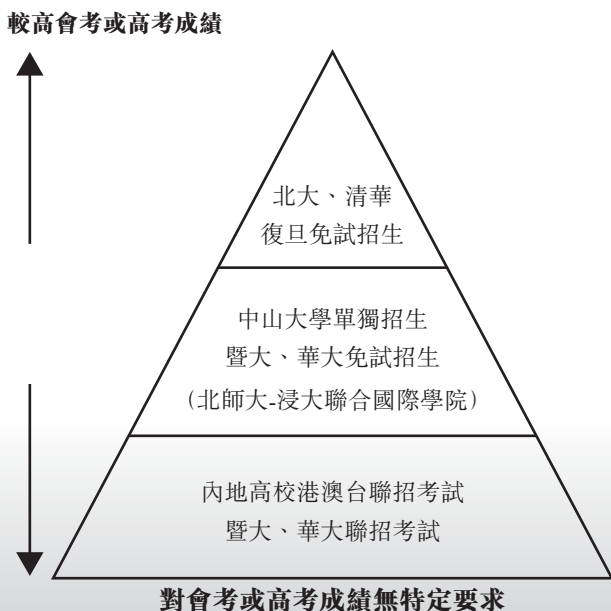 較高會考或高考成績
北大、清華
復旦免試招生
中山大學單獨招生
暨大、華大免試招生
(北師大-浸大聯合國際學院)
內地高校港澳台聯招考試
暨大、華大聯招考試
對會考或高考成績無特定要求